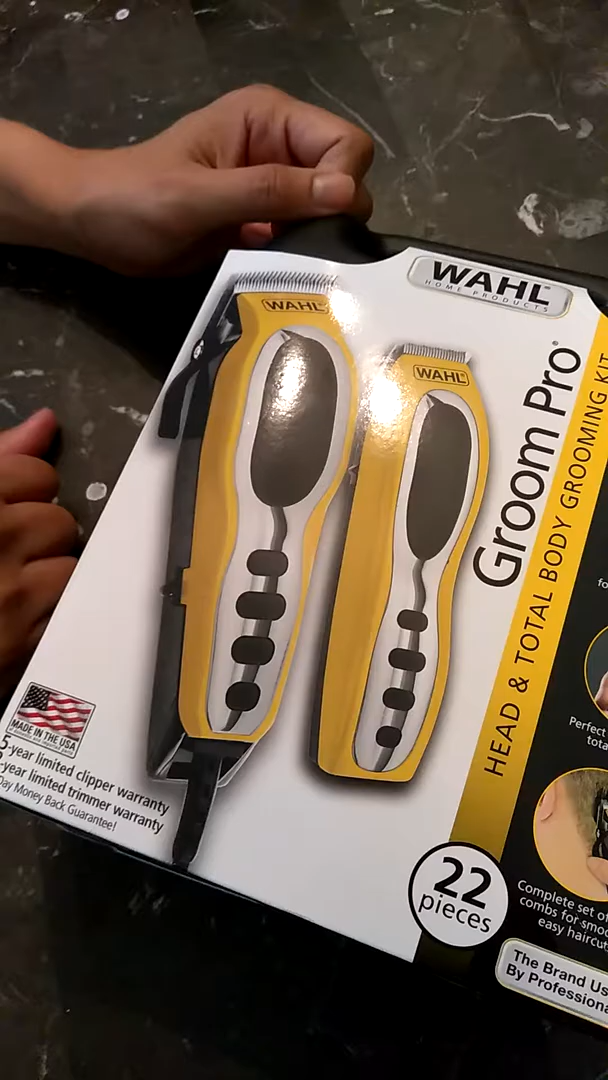 WAHL
HOME PRODUCTS
WAHL
WAHL
Groom Pro
HEAD & TOTAL BODY GROOMING KIT
MADE IN THE USA
-year limited clipper warranty
-year limited trimmer warranty
Day Money Back Guarantee!
22
pieces
fo
Perfect
tota
Complete set of
combs for smoo
easy haircut
The Brand Us
By Professiona